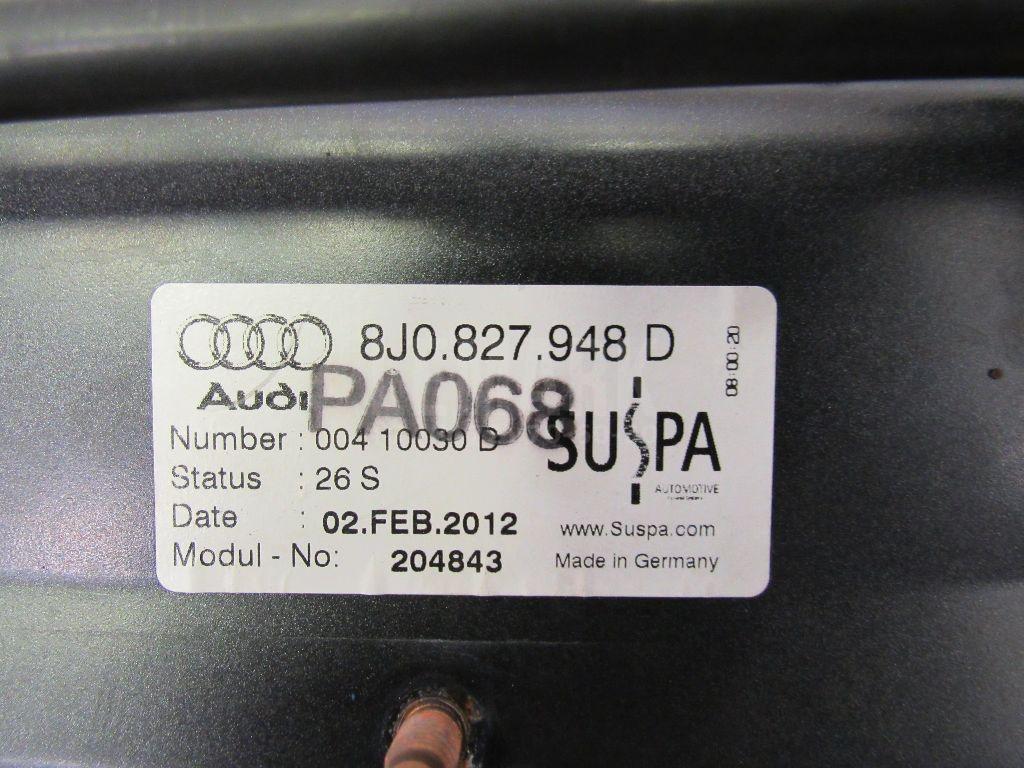 8J0.827.948 D
08:00:20
Audi
PA068
Number : 004 10030 D
SUSPA
Status : 26 S
AUTOMOTIVE
Date : 02.FEB.2012
www.Suspa.com
Modul - No: 204843
Made in Germany